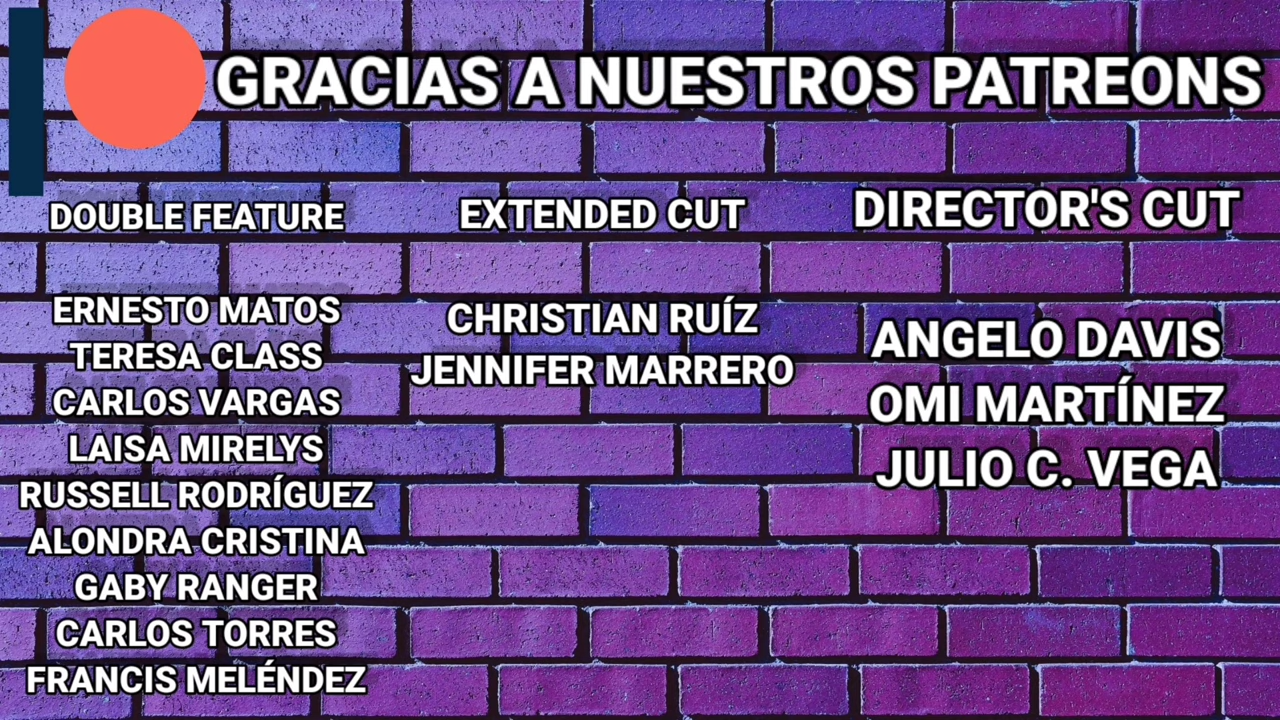 GRACIAS A NUESTROS PATREONS
DOUBLE FEATURE
ERNESTO MATOS
TERESA CLASS
CARLOS VARGAS
LAISA MIRELYS
RUSSELL RODRÍGUEZ
ALONDRA CRISTINA
GABY RANGER
CARLOS TORRES
FRANCIS MELÉNDEZ
EXTENDED CUT
CHRISTIAN RUÍZ
JENNIFER MARRERO
DIRECTOR'S CUT
ANGELO DAVIS
OMI MARTÍNEZ
JULIO C. VEGA